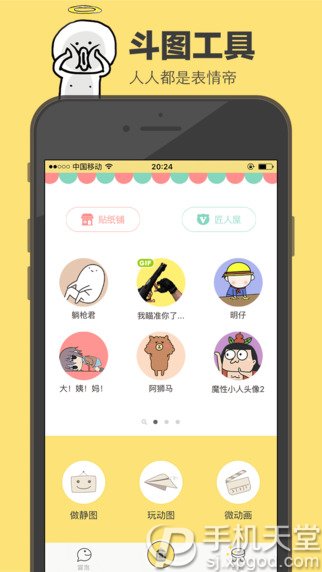 斗图工具
人人都是表情帝
中国移动
20:24
贴纸铺
匠人屋
GIF
躺枪君
我瞄准你了...
明仔
大！姨！妈！
阿狮马
魔性小人头像2
做静图
玩动图
微动画
手机天堂
sj.xpgod.com